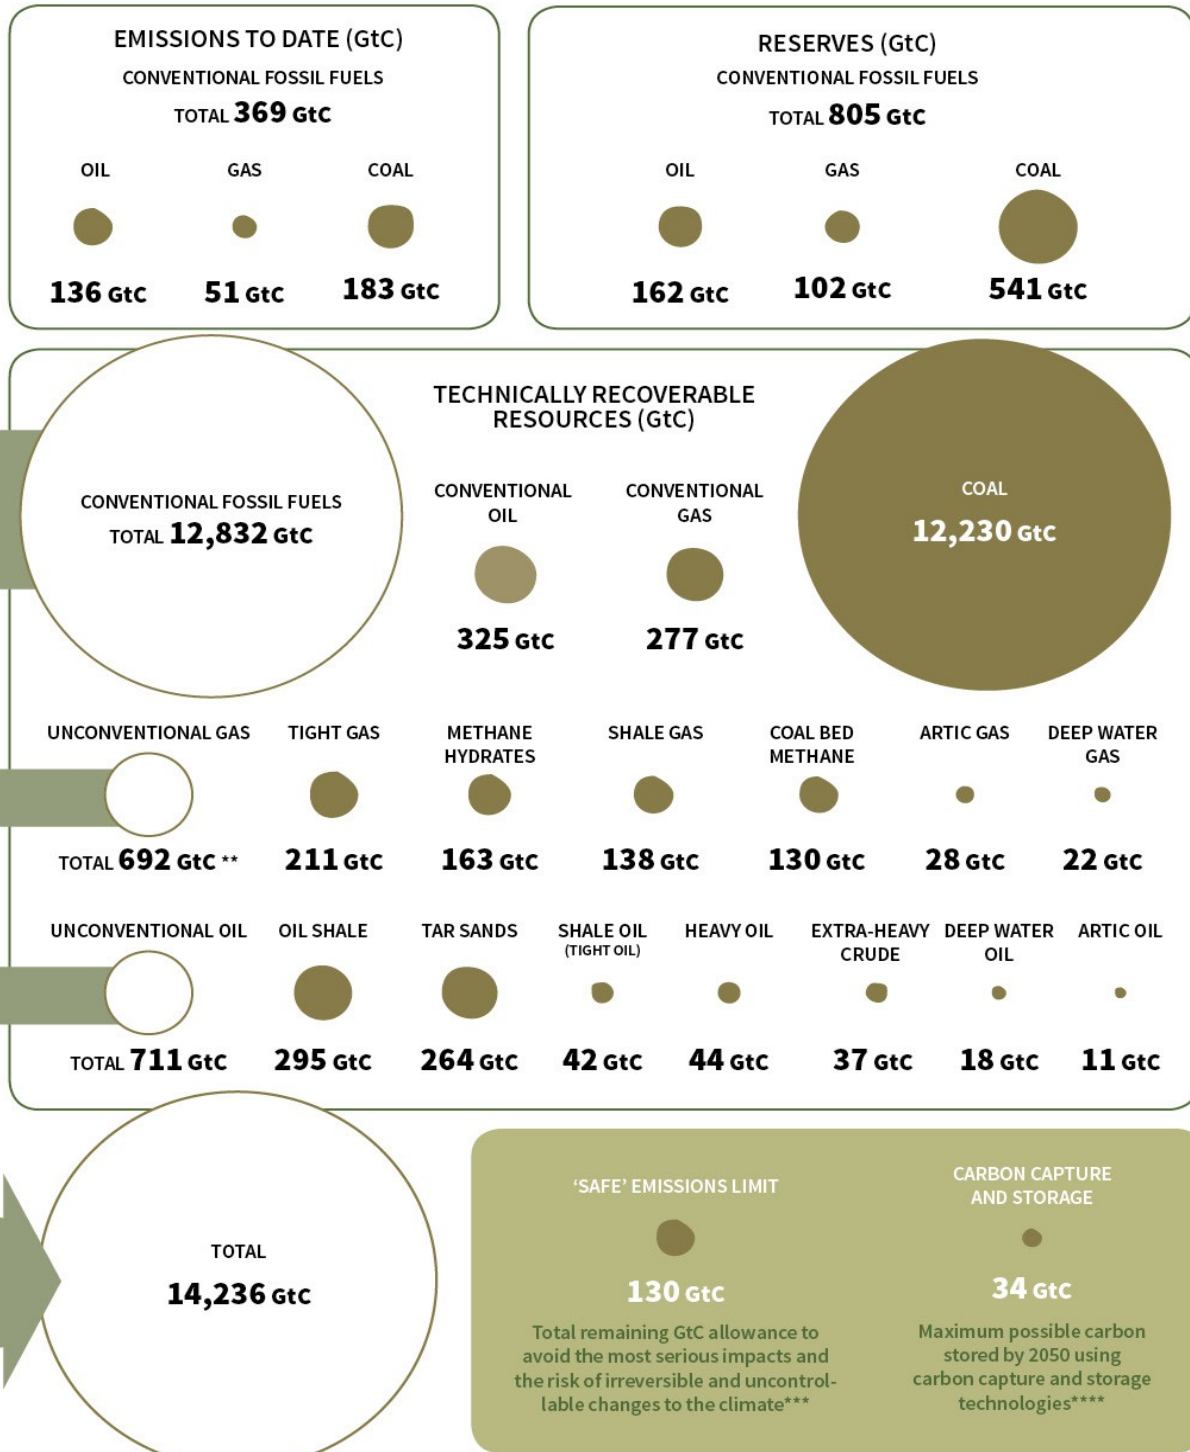 EMISSIONS TO DATE (GtC)
CONVENTIONAL FOSSIL FUELS
TOTAL 369 GtC
OIL
GAS
COAL
136 GtC
51 GtC
183 GtC
RESERVES (GtC)
CONVENTIONAL FOSSIL FUELS
TOTAL 805 GtC
OIL
GAS
COAL
162 GtC
102 GtC
541 GtC
TECHNICALLY RECOVERABLE
RESOURCES (GtC)
CONVENTIONAL FOSSIL FUELS
TOTAL 12,832 GtC
CONVENTIONAL
OIL
325 GtC
CONVENTIONAL
GAS
277 GtC
COAL
12,230 GtC
UNCONVENTIONAL GAS
TOTAL 692 GtC **
TIGHT GAS
211 GtC
METHANE
HYDRATES
163 GtC
SHALE GAS
138 GtC
COAL BED
METHANE
130 GtC
ARTIC GAS
28 GtC
DEEP WATER
GAS
22 GtC
UNCONVENTIONAL OIL
TOTAL 711 GtC
OIL SHALE
295 GtC
TAR SANDS
264 GtC
SHALE OIL
(TIGHT OIL)
42 GtC
HEAVY OIL
44 GtC
EXTRA-HEAVY
CRUDE
37 GtC
DEEP WATER
OIL
18 GtC
ARTIC OIL
11 GtC
TOTAL
14,236 GtC
‘SAFE’ EMISSIONS LIMIT
130 GtC
Total remaining GtC allowance to
avoid the most serious impacts and
the risk of irreversible and uncontrol-
lable changes to the climate***
CARBON CAPTURE
AND STORAGE
34 GtC
Maximum possible carbon
stored by 2050 using
carbon capture and storage
technologies****